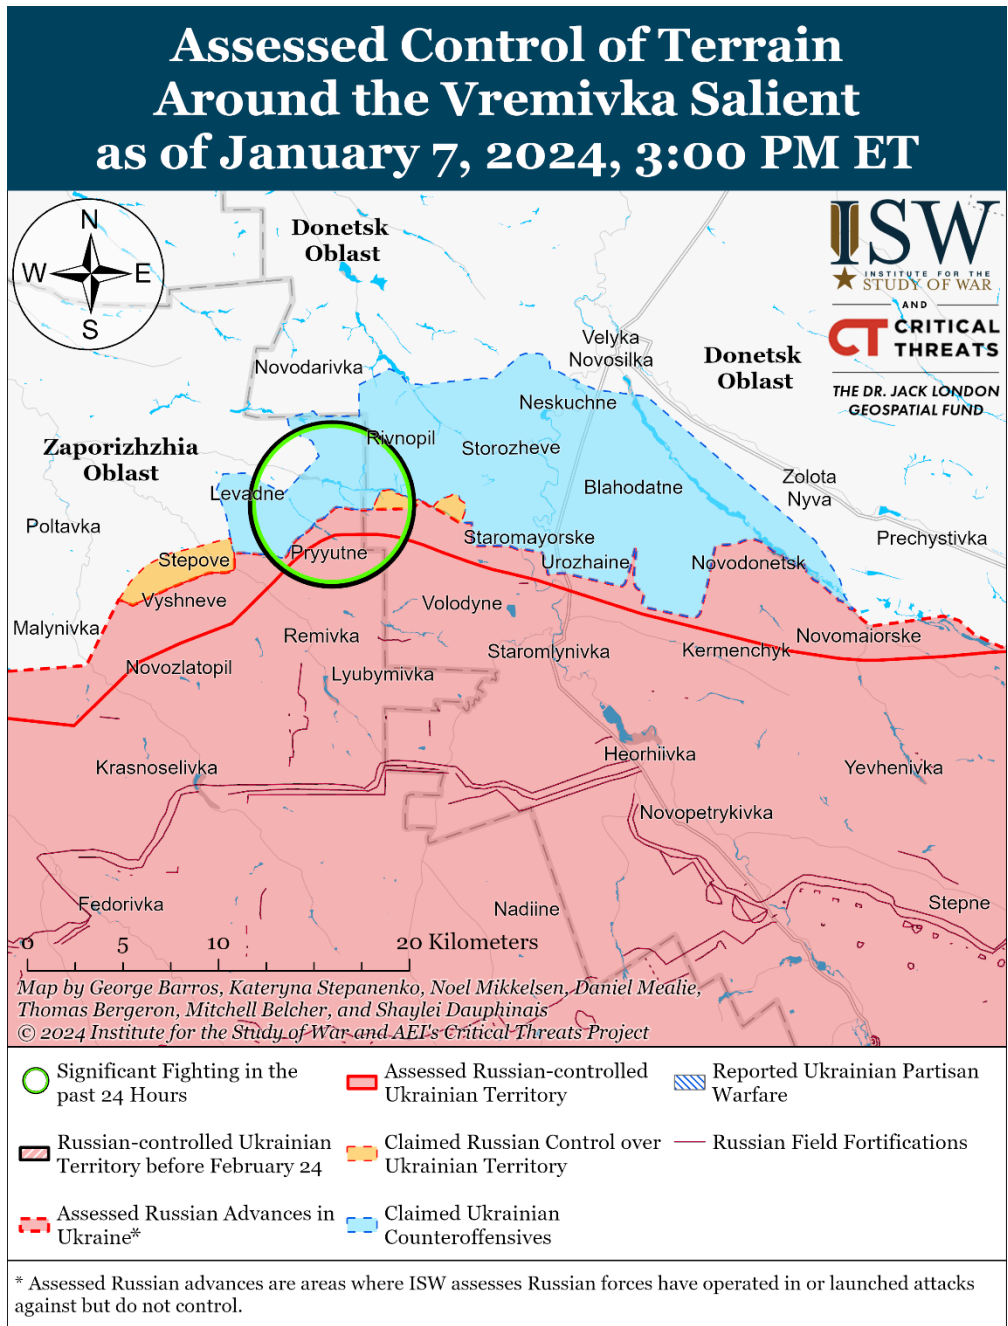 Assessed Control of Terrain
Around the Vremivka Salient
as of January 7, 2024, 3:00 PM ET
N
W
E
S
Donetsk
Oblast
ISW
INSTITUTE FOR THE
STUDY OF WAR
AND
CT CRITICAL
THREATS
THE DR. JACK LONDON
GEOSPATIAL FUND
Velyka
Novosilka
Donetsk
Oblast
Novodarivka
Neskuchne
Zaporizhzhia
Oblast
Rivnopil
Storozheve
Levadne
Blahodatne
Zolota
Nyva
Poltavka
Prechystivka
Staromayorske
Stepove
Pryyutne
Urozhaine
Novodonetsk
Vyshneve
Volodyne
Malynivka
Remivka
Novomaiorske
Staromlynivka
Kermenchyk
Novozlatopil
Lyubymivka
Heorhiivka
Krasnoselivka
Yevhenivka
Novopetrykivka
Fedorivka
Nadiine
Stepne
0 5 10 20 Kilometers
Map by George Barros, Kateryna Stepanenko, Noel Mikkelsen, Daniel Mealie,
Thomas Bergeron, Mitchell Belcher, and Shaylei Dauphinais
© 2024 Institute for the Study of War and AEI's Critical Threats Project
Significant Fighting in the
past 24 Hours
Russian-controlled Ukrainian
Territory before February 24
Assessed Russian Advances in
Ukraine*
Assessed Russian-controlled
Ukrainian Territory
Claimed Russian Control over
Ukrainian Territory
Claimed Ukrainian
Counteroffensives
Reported Ukrainian Partisan
Warfare
Russian Field Fortifications
* Assessed Russian advances are areas where ISW assesses Russian forces have operated in or launched attacks
against but do not control.